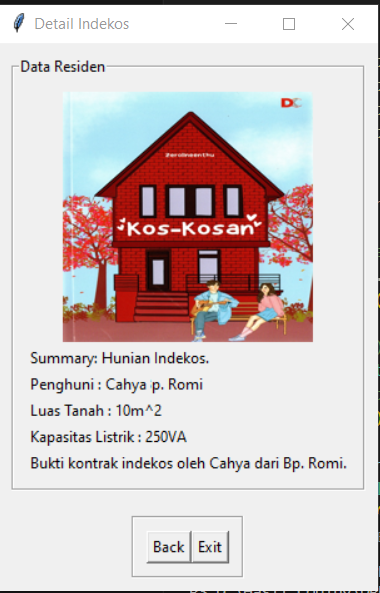 Detail Indekos
Data Residen
DC
Zerolineenthu
Kos-Kosan
Summary: Hunian Indekos.
Penghuni : Cahya p. Romi
Luas Tanah : 10m^2
Kapasitas Listrik : 250VA
Bukti kontrak indekos oleh Cahya dari Bp. Romi.
Back Exit